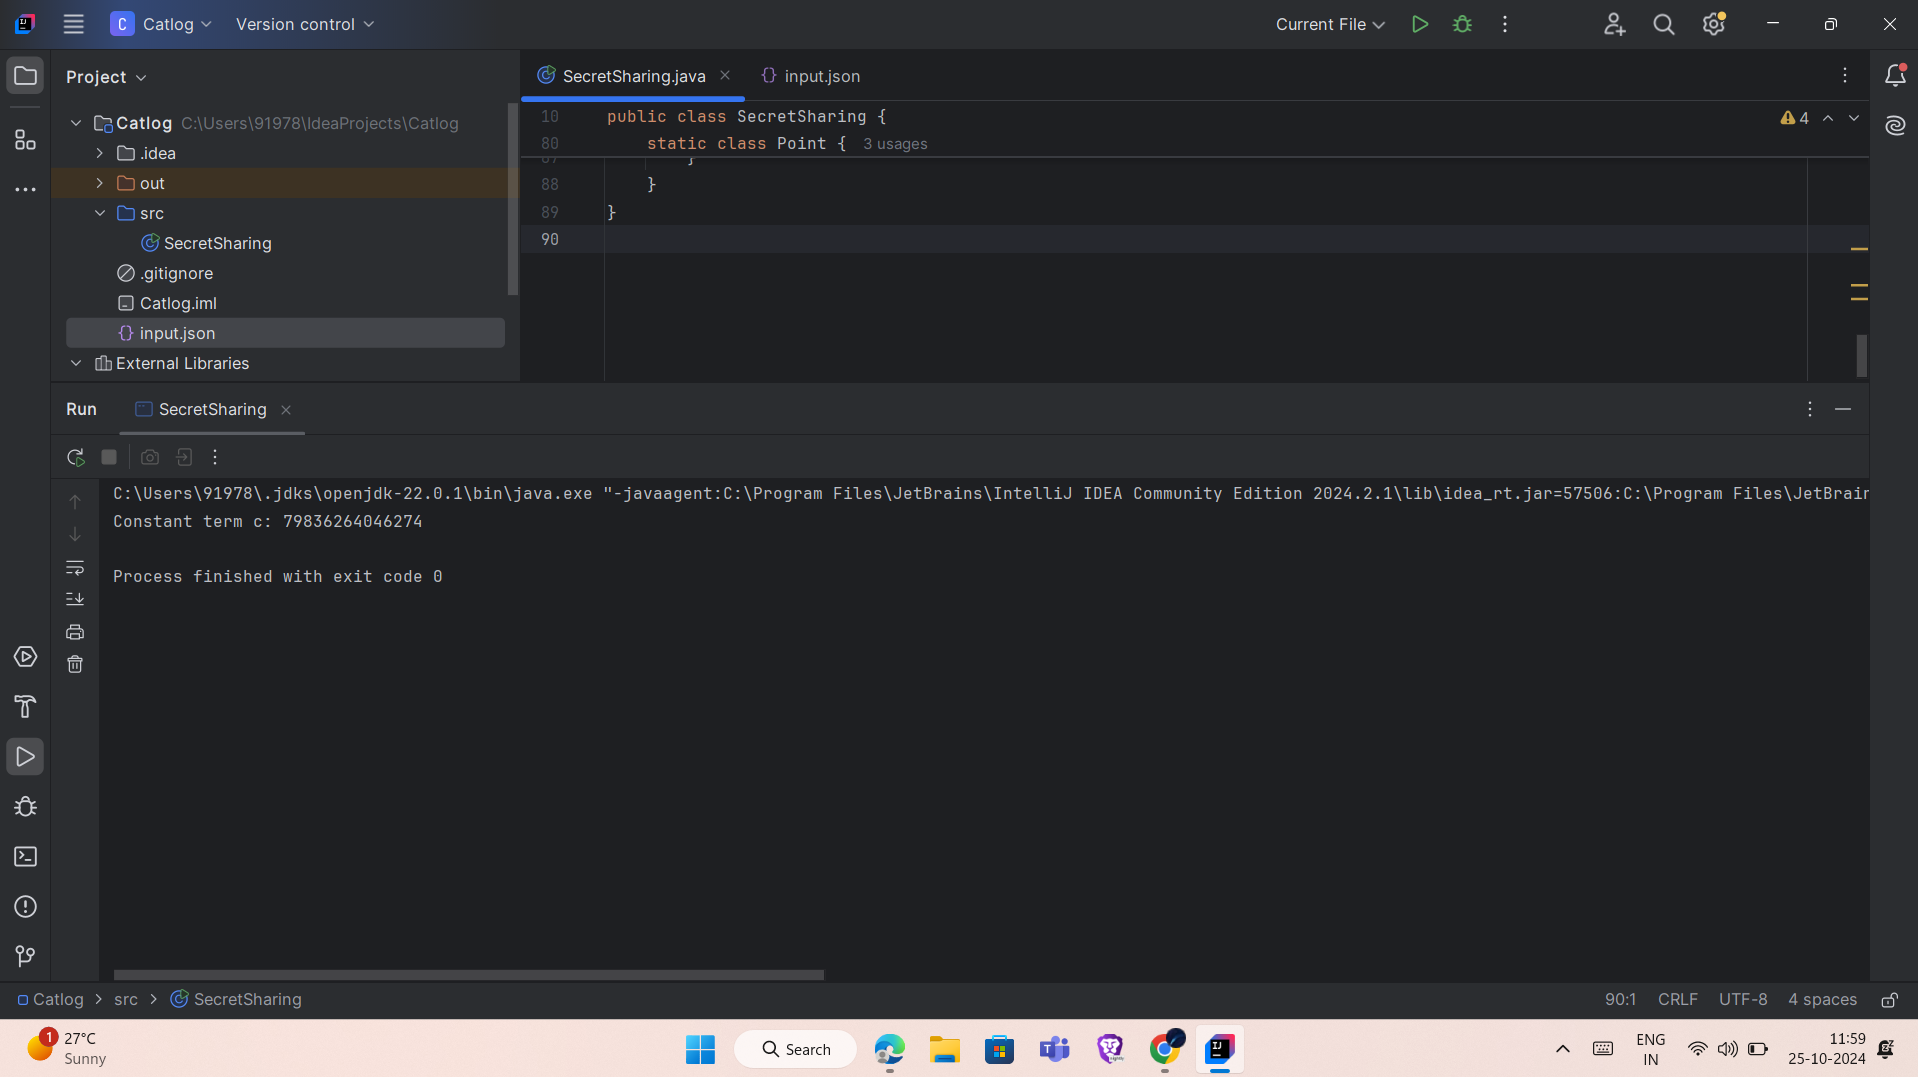 C Catlog Version control Current File
Project
SecretSharing.java input.json
Catlog C:\Users\91978\IdeaProjects\Catlog
.idea
out
src
SecretSharing
.gitignore
Catlog.iml
input.json
External Libraries
10 public class SecretSharing {
4
80 static class Point { 3 usages
}
88 }
89 }
90
Run SecretSharing
C:\Users\91978\.jdks\openjdk-22.0.1\bin\java.exe "-javaagent:C:\Program Files\JetBrains\IntelliJ IDEA Community Edition 2024.2.1\lib\idea_rt.jar=57506:C:\Program Files\JetBrain
Constant term c: 79836264046274
Process finished with exit code 0
Catlog > src > SecretSharing 90:1 CRLF UTF-8 4 spaces
1
27°C
Sunny
Search
ENG
IN
11:59
25-10-2024